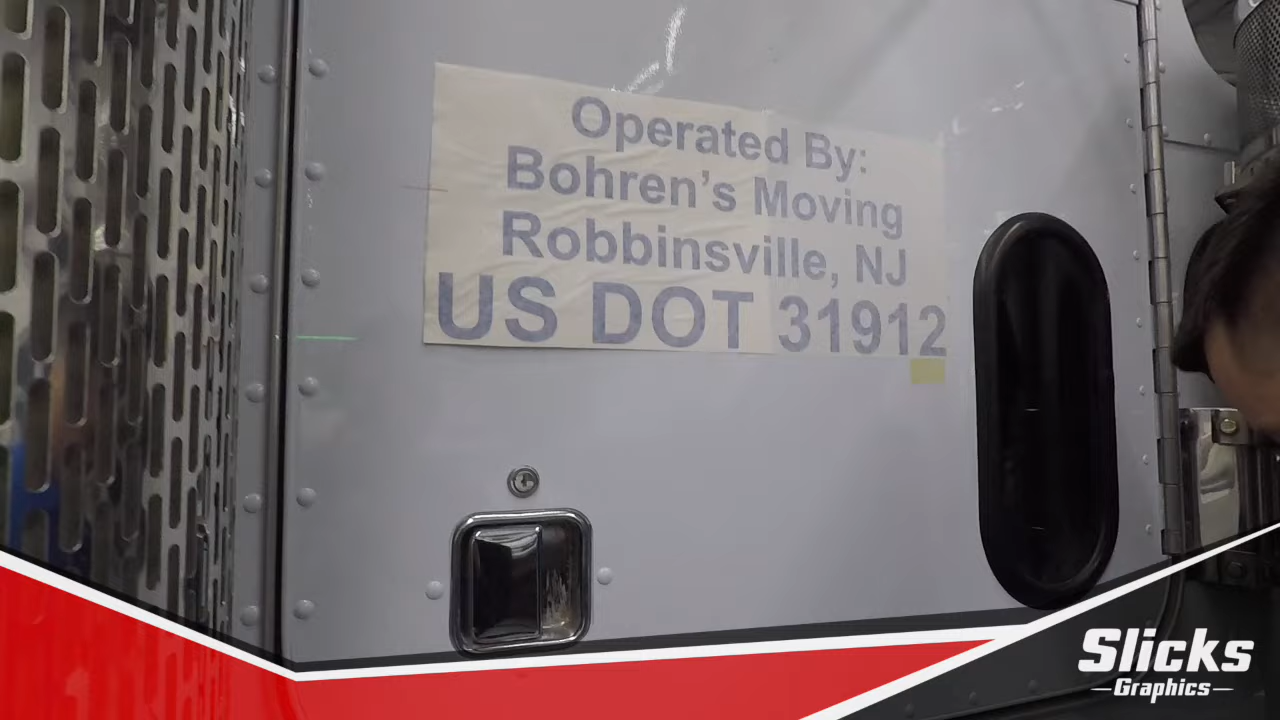 Operated By:
Bohren's Moving
Robbinsville, NJ
US DOT 31912
Slicks
Graphics